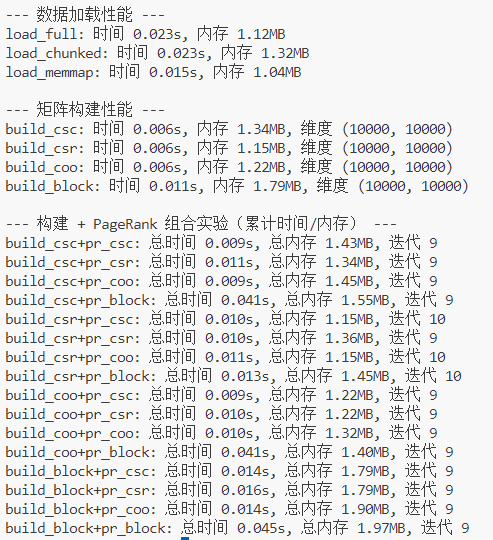 --- 数据加载性能 ---
load_full: 时间 0.023s, 内存 1.12MB
load_chunked: 时间 0.023s, 内存 1.32MB
load_memmap: 时间 0.015s, 内存 1.04MB
--- 矩阵构建性能 ---
build_csc: 时间 0.006s, 内存 1.34MB, 维度 (10000, 10000)
build_csr: 时间 0.006s, 内存 1.15MB, 维度 (10000, 10000)
build_coo: 时间 0.006s, 内存 1.22MB, 维度 (10000, 10000)
build_block: 时间 0.011s, 内存 1.79MB, 维度 (10000, 10000)
--- 构建 + PageRank 组合实验（累计时间/内存） ---
build_csc+pr_csc: 总时间 0.009s, 总内存 1.43MB, 迭代 9
build_csc+pr_csr: 总时间 0.011s, 总内存 1.34MB, 迭代 9
build_csc+pr_coo: 总时间 0.009s, 总内存 1.45MB, 迭代 9
build_csc+pr_block: 总时间 0.041s, 总内存 1.55MB, 迭代 9
build_csr+pr_csc: 总时间 0.010s, 总内存 1.15MB, 迭代 10
build_csr+pr_csr: 总时间 0.010s, 总内存 1.36MB, 迭代 9
build_csr+pr_coo: 总时间 0.011s, 总内存 1.15MB, 迭代 10
build_csr+pr_block: 总时间 0.013s, 总内存 1.45MB, 迭代 10
build_coo+pr_csc: 总时间 0.009s, 总内存 1.22MB, 迭代 9
build_coo+pr_csr: 总时间 0.010s, 总内存 1.22MB, 迭代 9
build_coo+pr_coo: 总时间 0.010s, 总内存 1.32MB, 迭代 9
build_coo+pr_block: 总时间 0.041s, 总内存 1.40MB, 迭代 9
build_block+pr_csc: 总时间 0.014s, 总内存 1.79MB, 迭代 9
build_block+pr_csr: 总时间 0.016s, 总内存 1.79MB, 迭代 9
build_block+pr_coo: 总时间 0.014s, 总内存 1.90MB, 迭代 9
build_block+pr_block: 总时间 0.045s, 总内存 1.97MB, 迭代 9